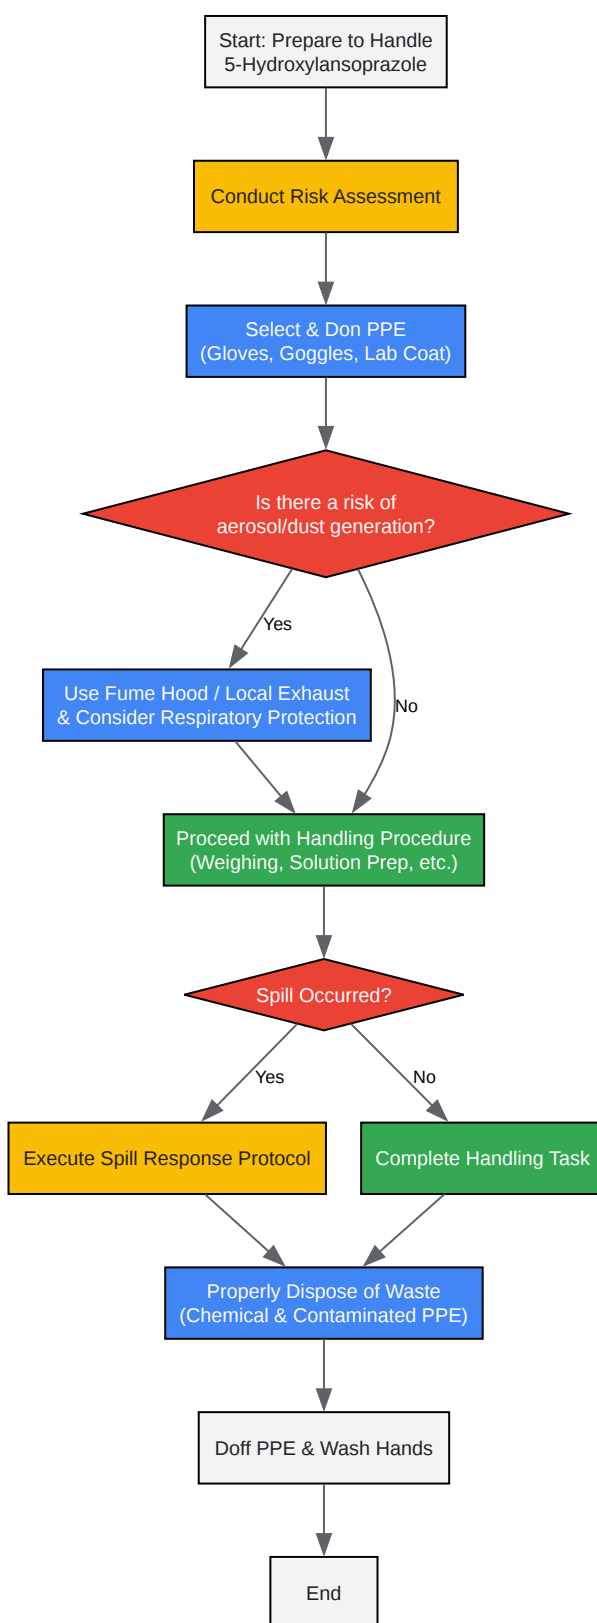 Start: Prepare to Handle
5-Hydroxylansoprazole
Conduct Risk Assessment
Select & Don PPE
(Gloves, Goggles, Lab Coat)
Is there a risk of
aerosol/dust generation?
Yes
Use Fume Hood / Local Exhaust
& Consider Respiratory Protection
No
Proceed with Handling Procedure
(Weighing, Solution Prep, etc.)
Spill Occurred?
Yes
No
Execute Spill Response Protocol
Complete Handling Task
Properly Dispose of Waste
(Chemical & Contaminated PPE)
Doff PPE & Wash Hands
End